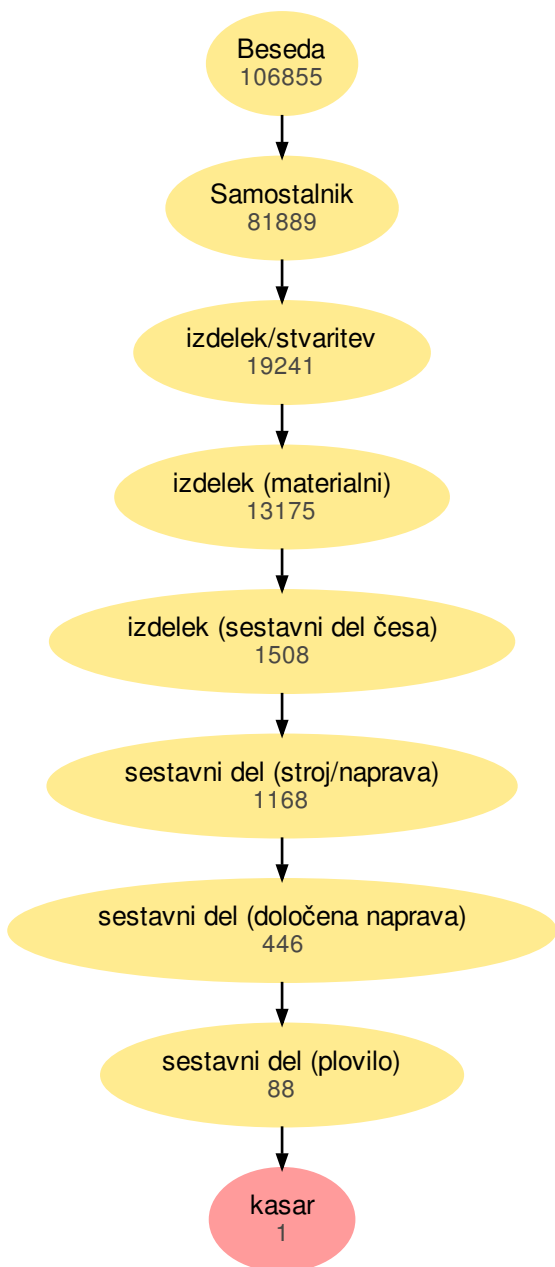 Beseda
106855
Samostalnik
81889
izdelek/stvaritev
19241
izdelek (materialni)
13175
izdelek (sestavni del česa)
1508
sestavni del (stroj/naprava)
1168
sestavni del (določena naprava)
446
sestavni del (plovilo)
88
kasar
1